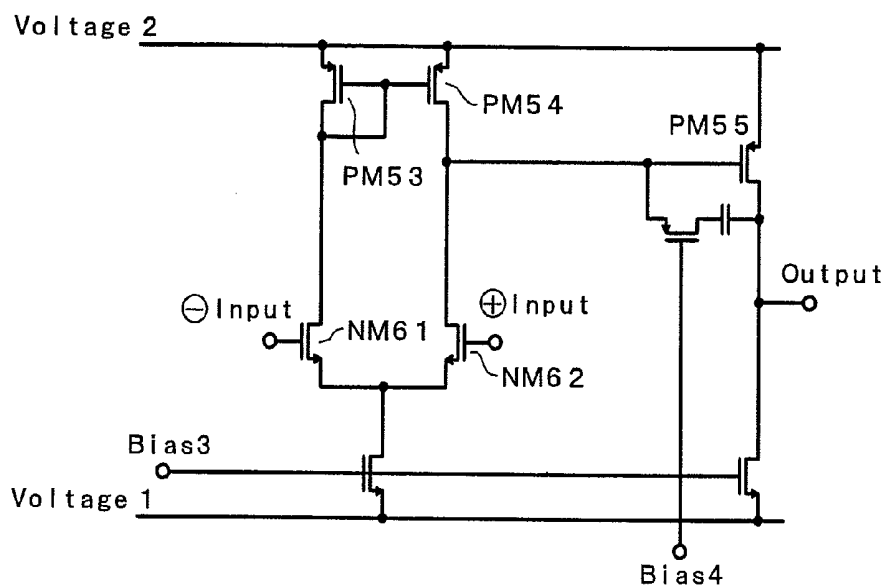 Voltage 2
PM54
PM55
PM53
Output
⊖Input
⊕Input
NM61
NM62
Bias3
Voltage 1
Bias4